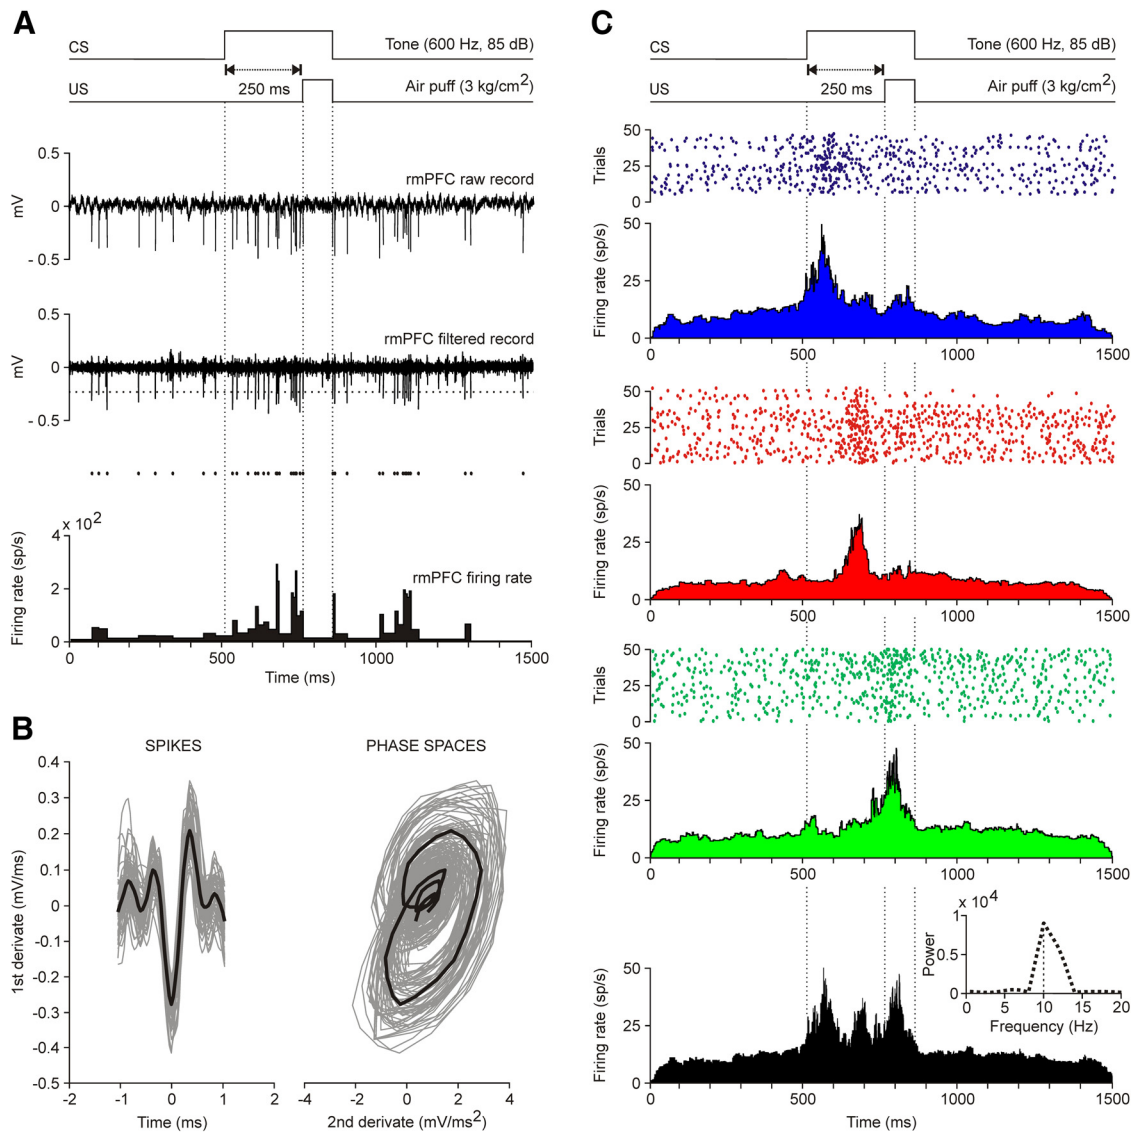 A
CS
Tone (600 Hz, 85 dB)
US
250 ms
Air puff (3 kg/cm2)
0.5
0
- 0.5
mV
rmPFC raw record
0.5
0
- 0.5
mV
rmPFC filtered record
x 102
4
2
0
Firing rate (sp/s)
rmPFC firing rate
0 500 1000 1500
Time (ms)
B
SPIKES
PHASE SPACES
0.4
0.3
0.2
0.1
0
-0.1
-0.2
-0.3
-0.4
-0.5
1st derivate (mV/ms)
-2 -1 0 1 2
Time (ms)
-4 -2 0 2 4
2nd derivate (mV/ms2)
C
CS
Tone (600 Hz, 85 dB)
US
250 ms
Air puff (3 kg/cm2)
50
25
0
Trials
50
25
0
Firing rate (sp/s)
0 500 1000 1500
50
25
0
Trials
50
25
0
Firing rate (sp/s)
0 500 1000 1500
50
25
0
Trials
50
25
0
Firing rate (sp/s)
0 500 1000 1500
x 104
1
0
Power
0 5 10 15 20
Frequency (Hz)
50
25
0
Firing rate (sp/s)
0 500 1000 1500
Time (ms)